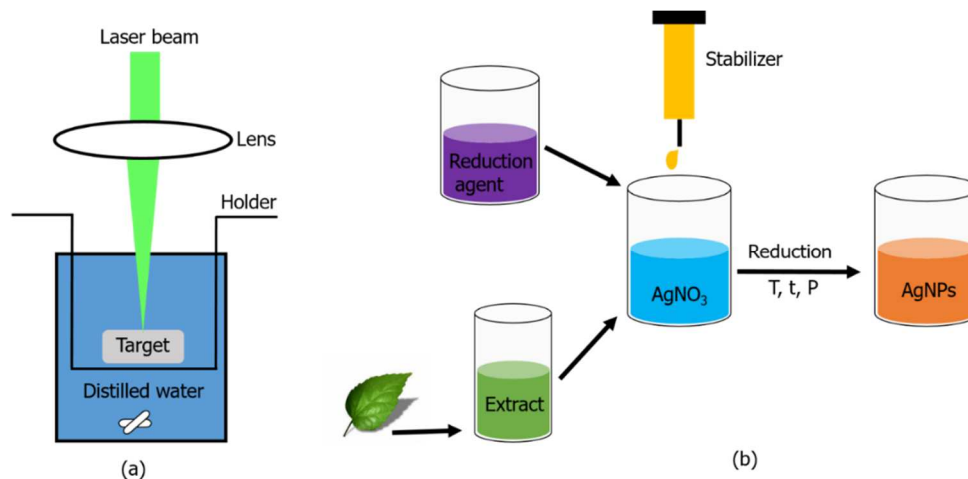 Laser beam
Lens
Holder
Target
Distilled water
(a)
Stabilizer
Reduction
agent
AgNO₃
Reduction
T, t, P
AgNPs
Extract
(b)